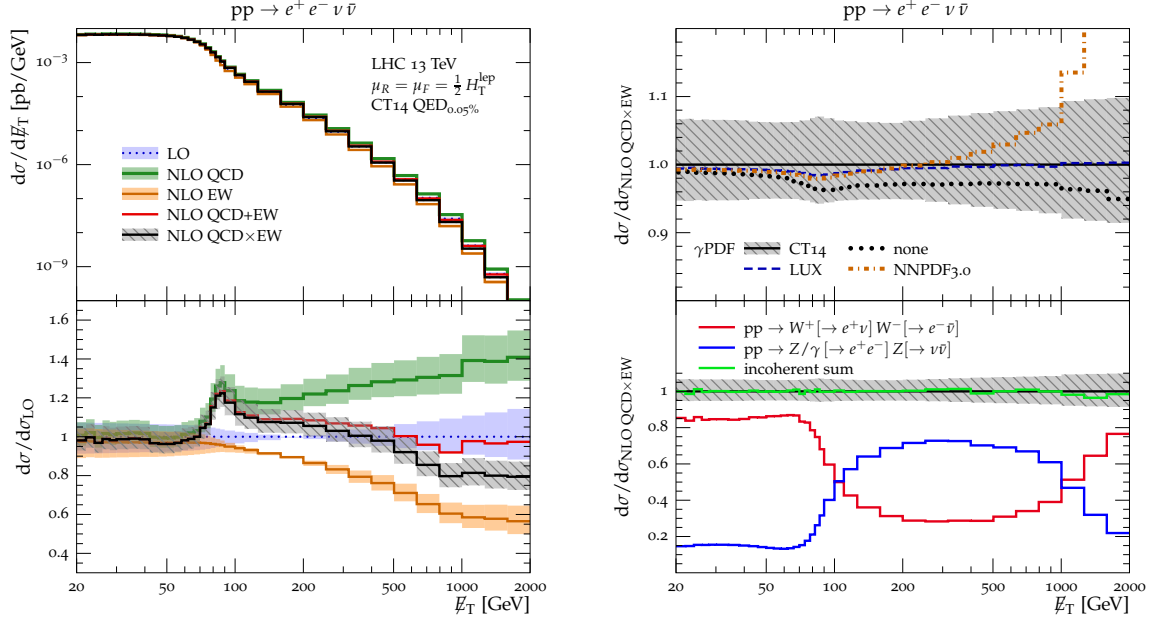 pp → e⁺ e⁻ ν ν̄
dσ/dE̸_T [pb/GeV]
10⁻³
10⁻⁶
10⁻⁹
LHC 13 TeV
μ_R = μ_F = ½ H_T^lep
CT14 QED_0.05%
LO
NLO QCD
NLO EW
NLO QCD+EW
NLO QCD×EW
dσ/dσ_LO
1.6
1.4
1.2
1
0.8
0.6
0.4
20 50 100 200 500 1000 2000
E̸_T [GeV]
pp → e⁺ e⁻ ν ν̄
dσ/dσ_NLO QCD×EW
1.1
1.0
0.9
γPDF CT14 none
LUX NNPDF3.0
dσ/dσ_NLO QCD×EW
pp → W⁺[→ e⁺ν] W⁻[→ e⁻ν̄]
pp → Z/γ [→ e⁺e⁻] Z[→ νν̄]
incoherent sum
1
0.8
0.6
0.4
0.2
20 50 100 200 500 1000 2000
E̸_T [GeV]